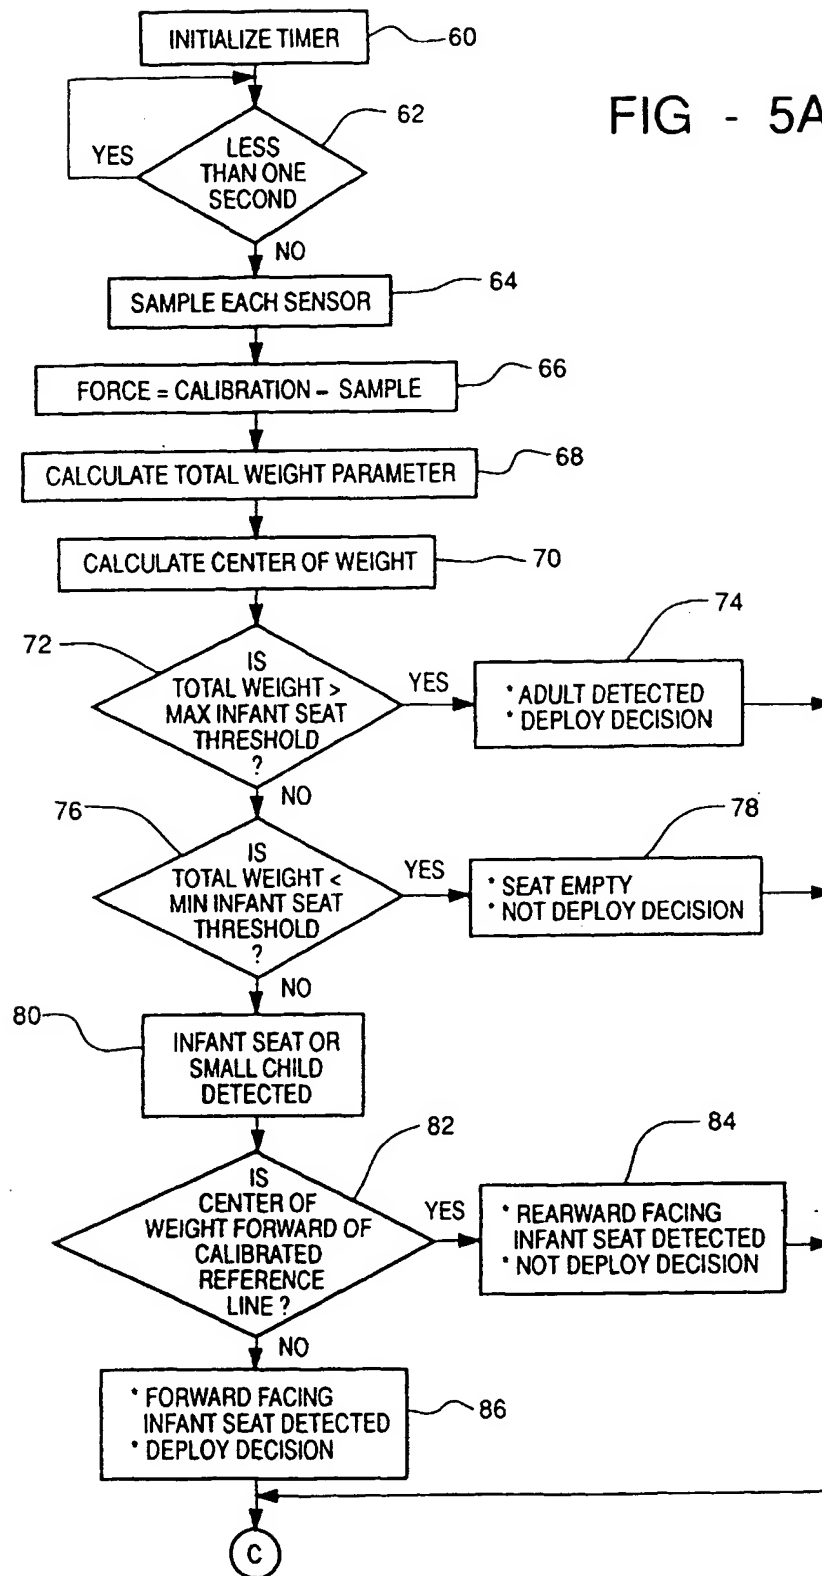 INITIALIZE TIMER
60
FIG - 5A
62
YES
LESS
THAN ONE
SECOND
NO
64
SAMPLE EACH SENSOR
66
FORCE = CALIBRATION - SAMPLE
68
CALCULATE TOTAL WEIGHT PARAMETER
70
CALCULATE CENTER OF WEIGHT
72
IS
TOTAL WEIGHT >
MAX INFANT SEAT
THRESHOLD
?
YES
74
* ADULT DETECTED
* DEPLOY DECISION
NO
76
IS
TOTAL WEIGHT <
MIN INFANT SEAT
THRESHOLD
?
YES
78
* SEAT EMPTY
* NOT DEPLOY DECISION
NO
80
INFANT SEAT OR
SMALL CHILD
DETECTED
82
IS
CENTER OF
WEIGHT FORWARD OF
CALIBRATED
REFERENCE
LINE ?
YES
84
* REARWARD FACING
INFANT SEAT DETECTED
* NOT DEPLOY DECISION
NO
* FORWARD FACING
INFANT SEAT DETECTED
* DEPLOY DECISION
86
C